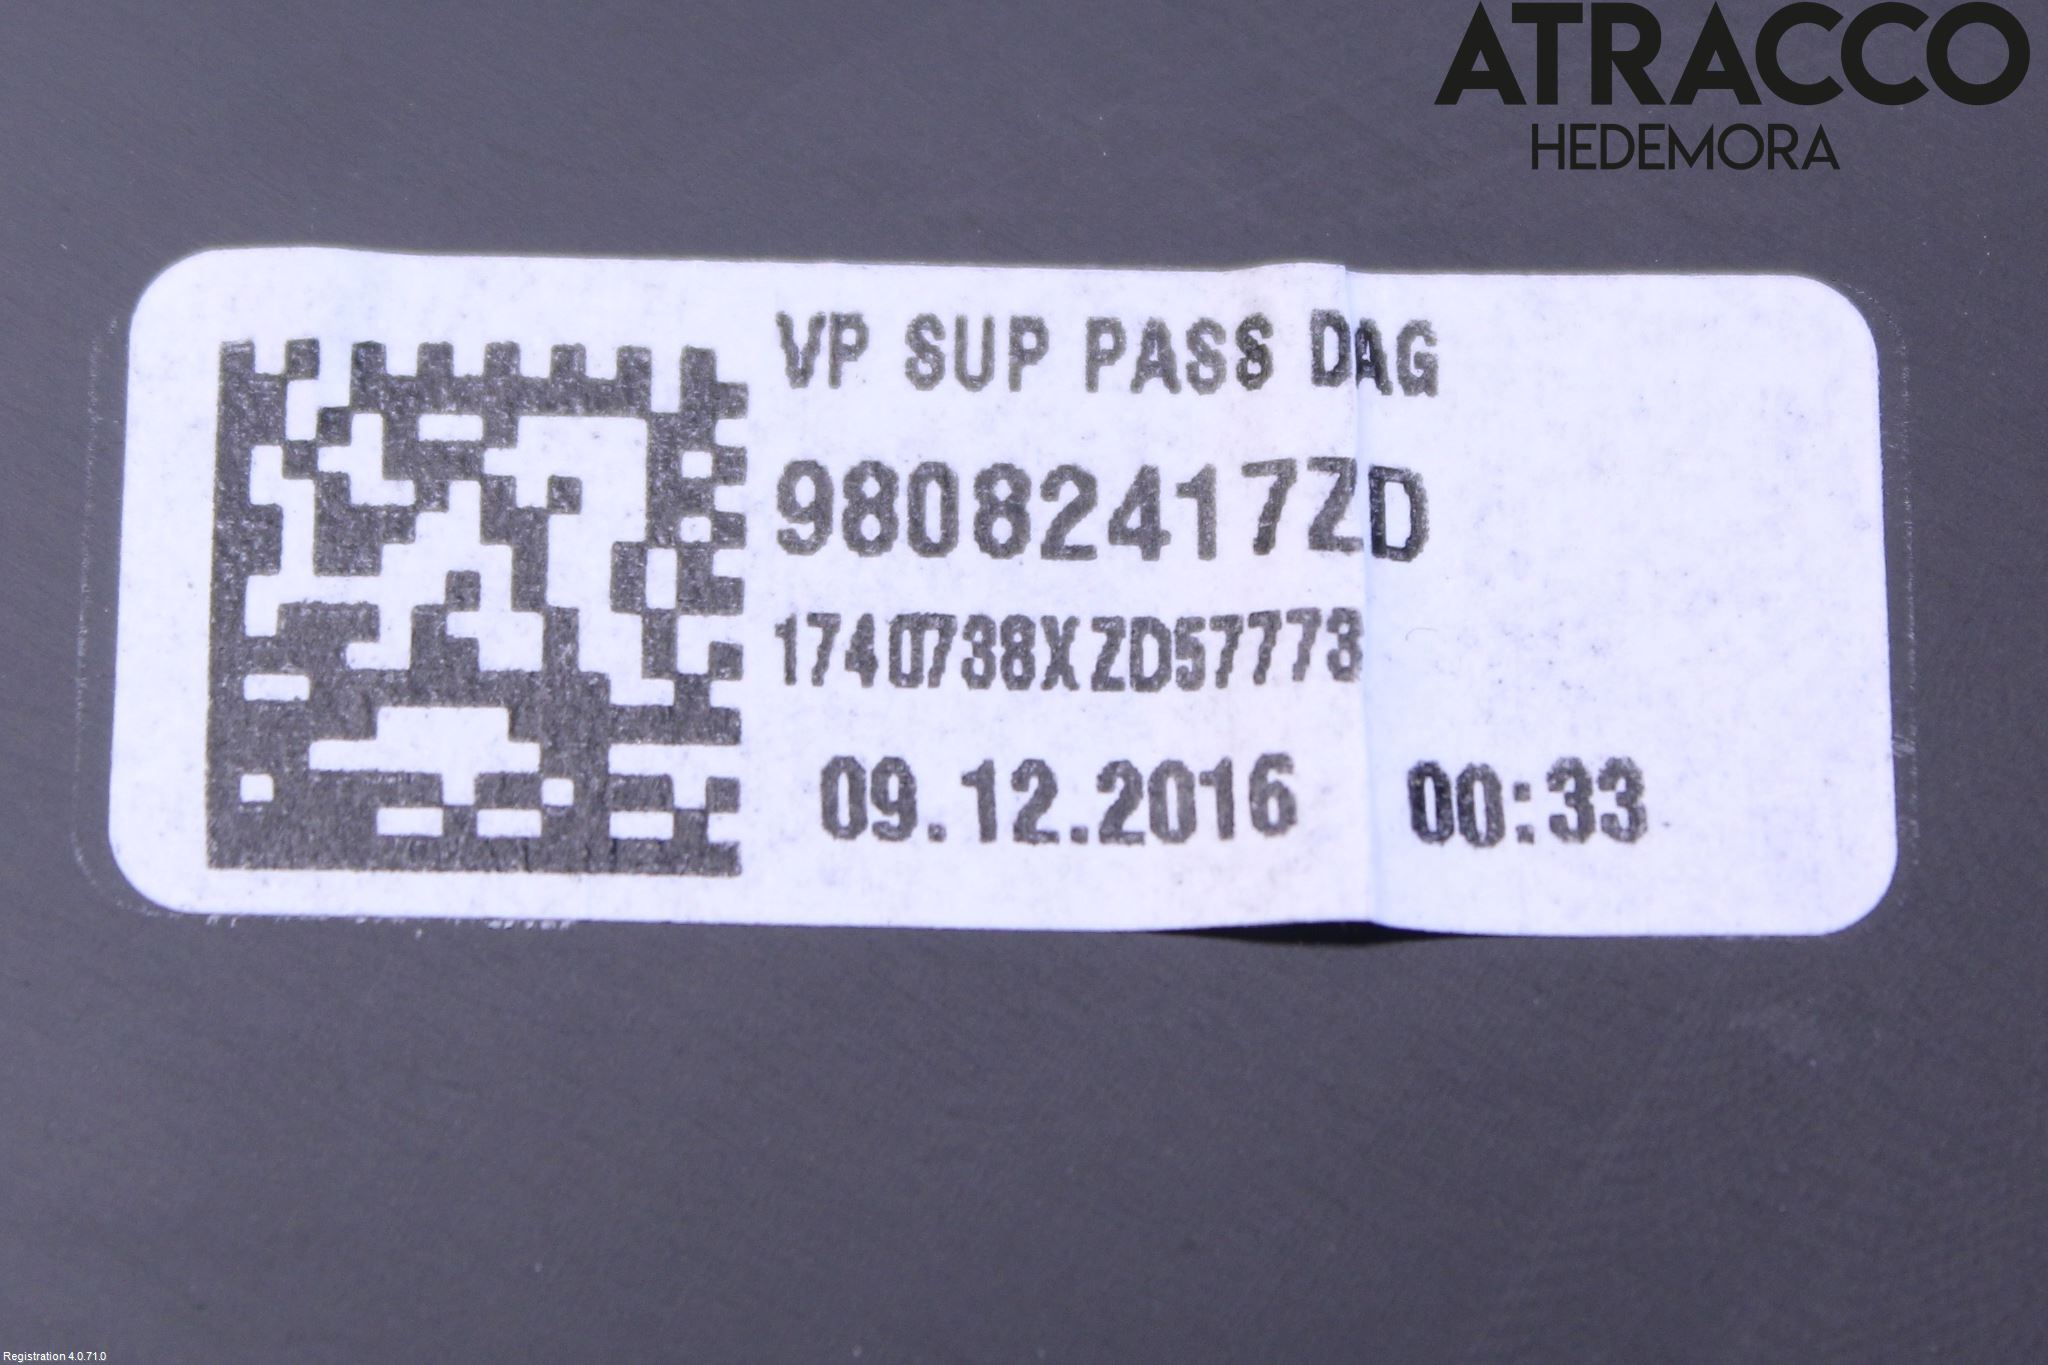 ATRACCO
HEDEMORA
VP SUP PASS DAG
98082417ZD
1740738XZD57773
09.12.2016 00:33
Registration 4.0.71.0